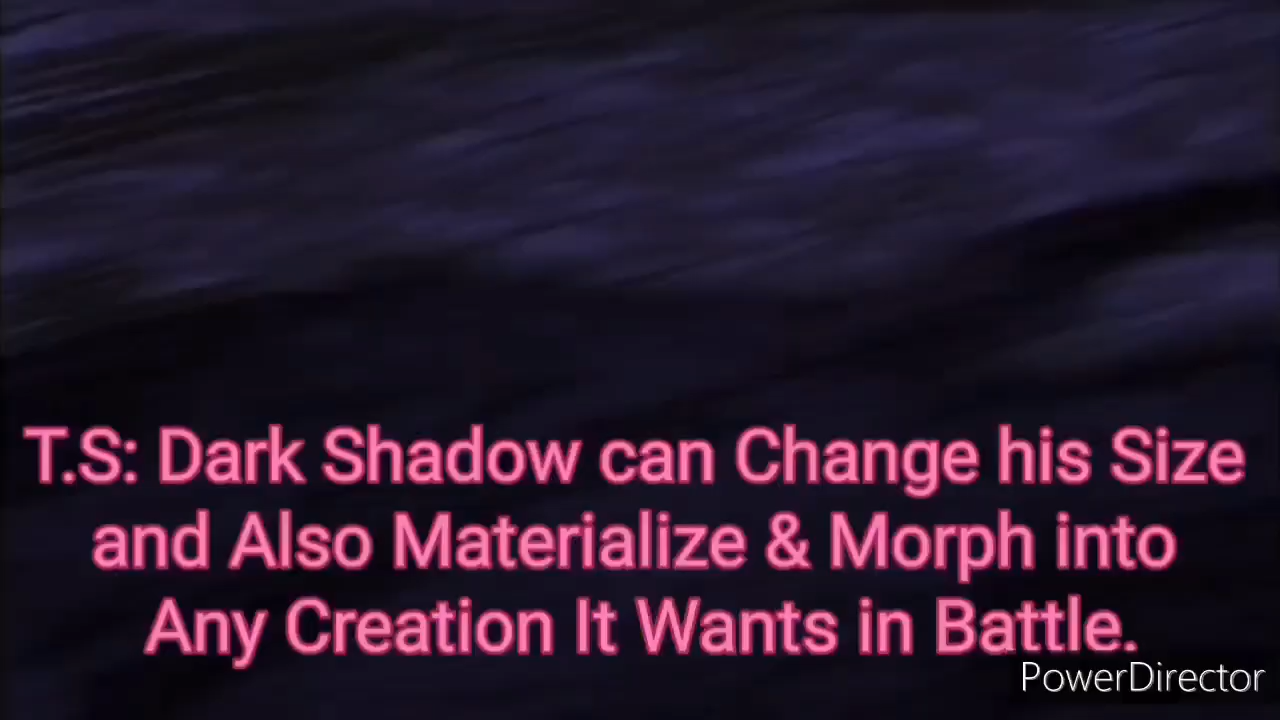 T.S: Dark Shadow can Change his Size
and Also Materialize & Morph into
Any Creation It Wants in Battle.
PowerDirector